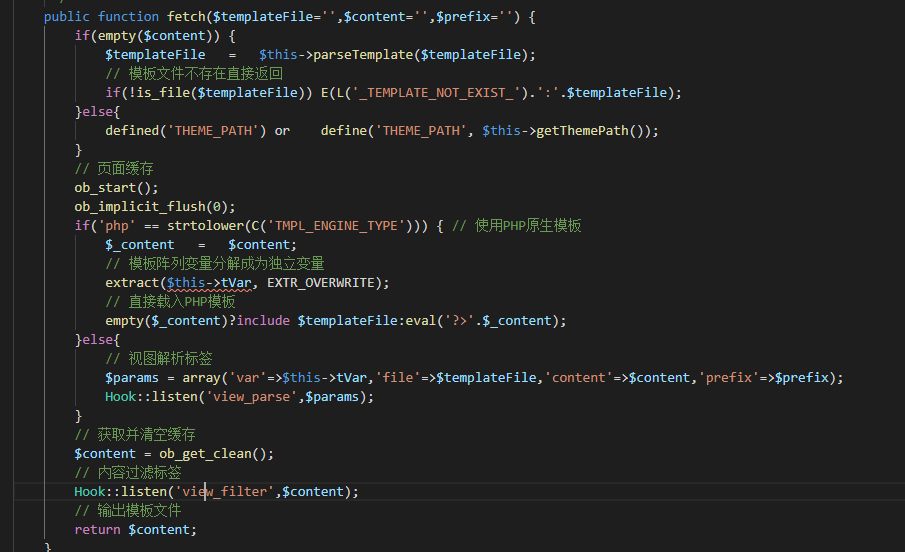 public function fetch($templateFile='',$content='',$prefix='') {
if(empty($content)) {
$templateFile   =   $this->parseTemplate($templateFile);
// 模板文件不存在直接返回
if(!is_file($templateFile)) E(L('_TEMPLATE_NOT_EXIST_').':'.$templateFile);
}else{
defined('THEME_PATH') or    define('THEME_PATH', $this->getThemePath());
}
// 页面缓存
ob_start();
ob_implicit_flush(0);
if('php' == strtolower(C('TMPL_ENGINE_TYPE'))) { // 使用PHP原生模板
$_content   =   $content;
// 模板阵列变量分解成为独立变量
extract($this->tVar, EXTR_OVERWRITE);
// 直接载入PHP模板
empty($_content)?include $templateFile:eval('?>'.$_content);
}else{
// 视图解析标签
$params = array('var'=>$this->tVar,'file'=>$templateFile,'content'=>$content,'prefix'=>$prefix);
Hook::listen('view_parse',$params);
}
// 获取并清空缓存
$content = ob_get_clean();
// 内容过滤标签
Hook::listen('view_filter',$content);
// 输出模板文件
return $content;
}